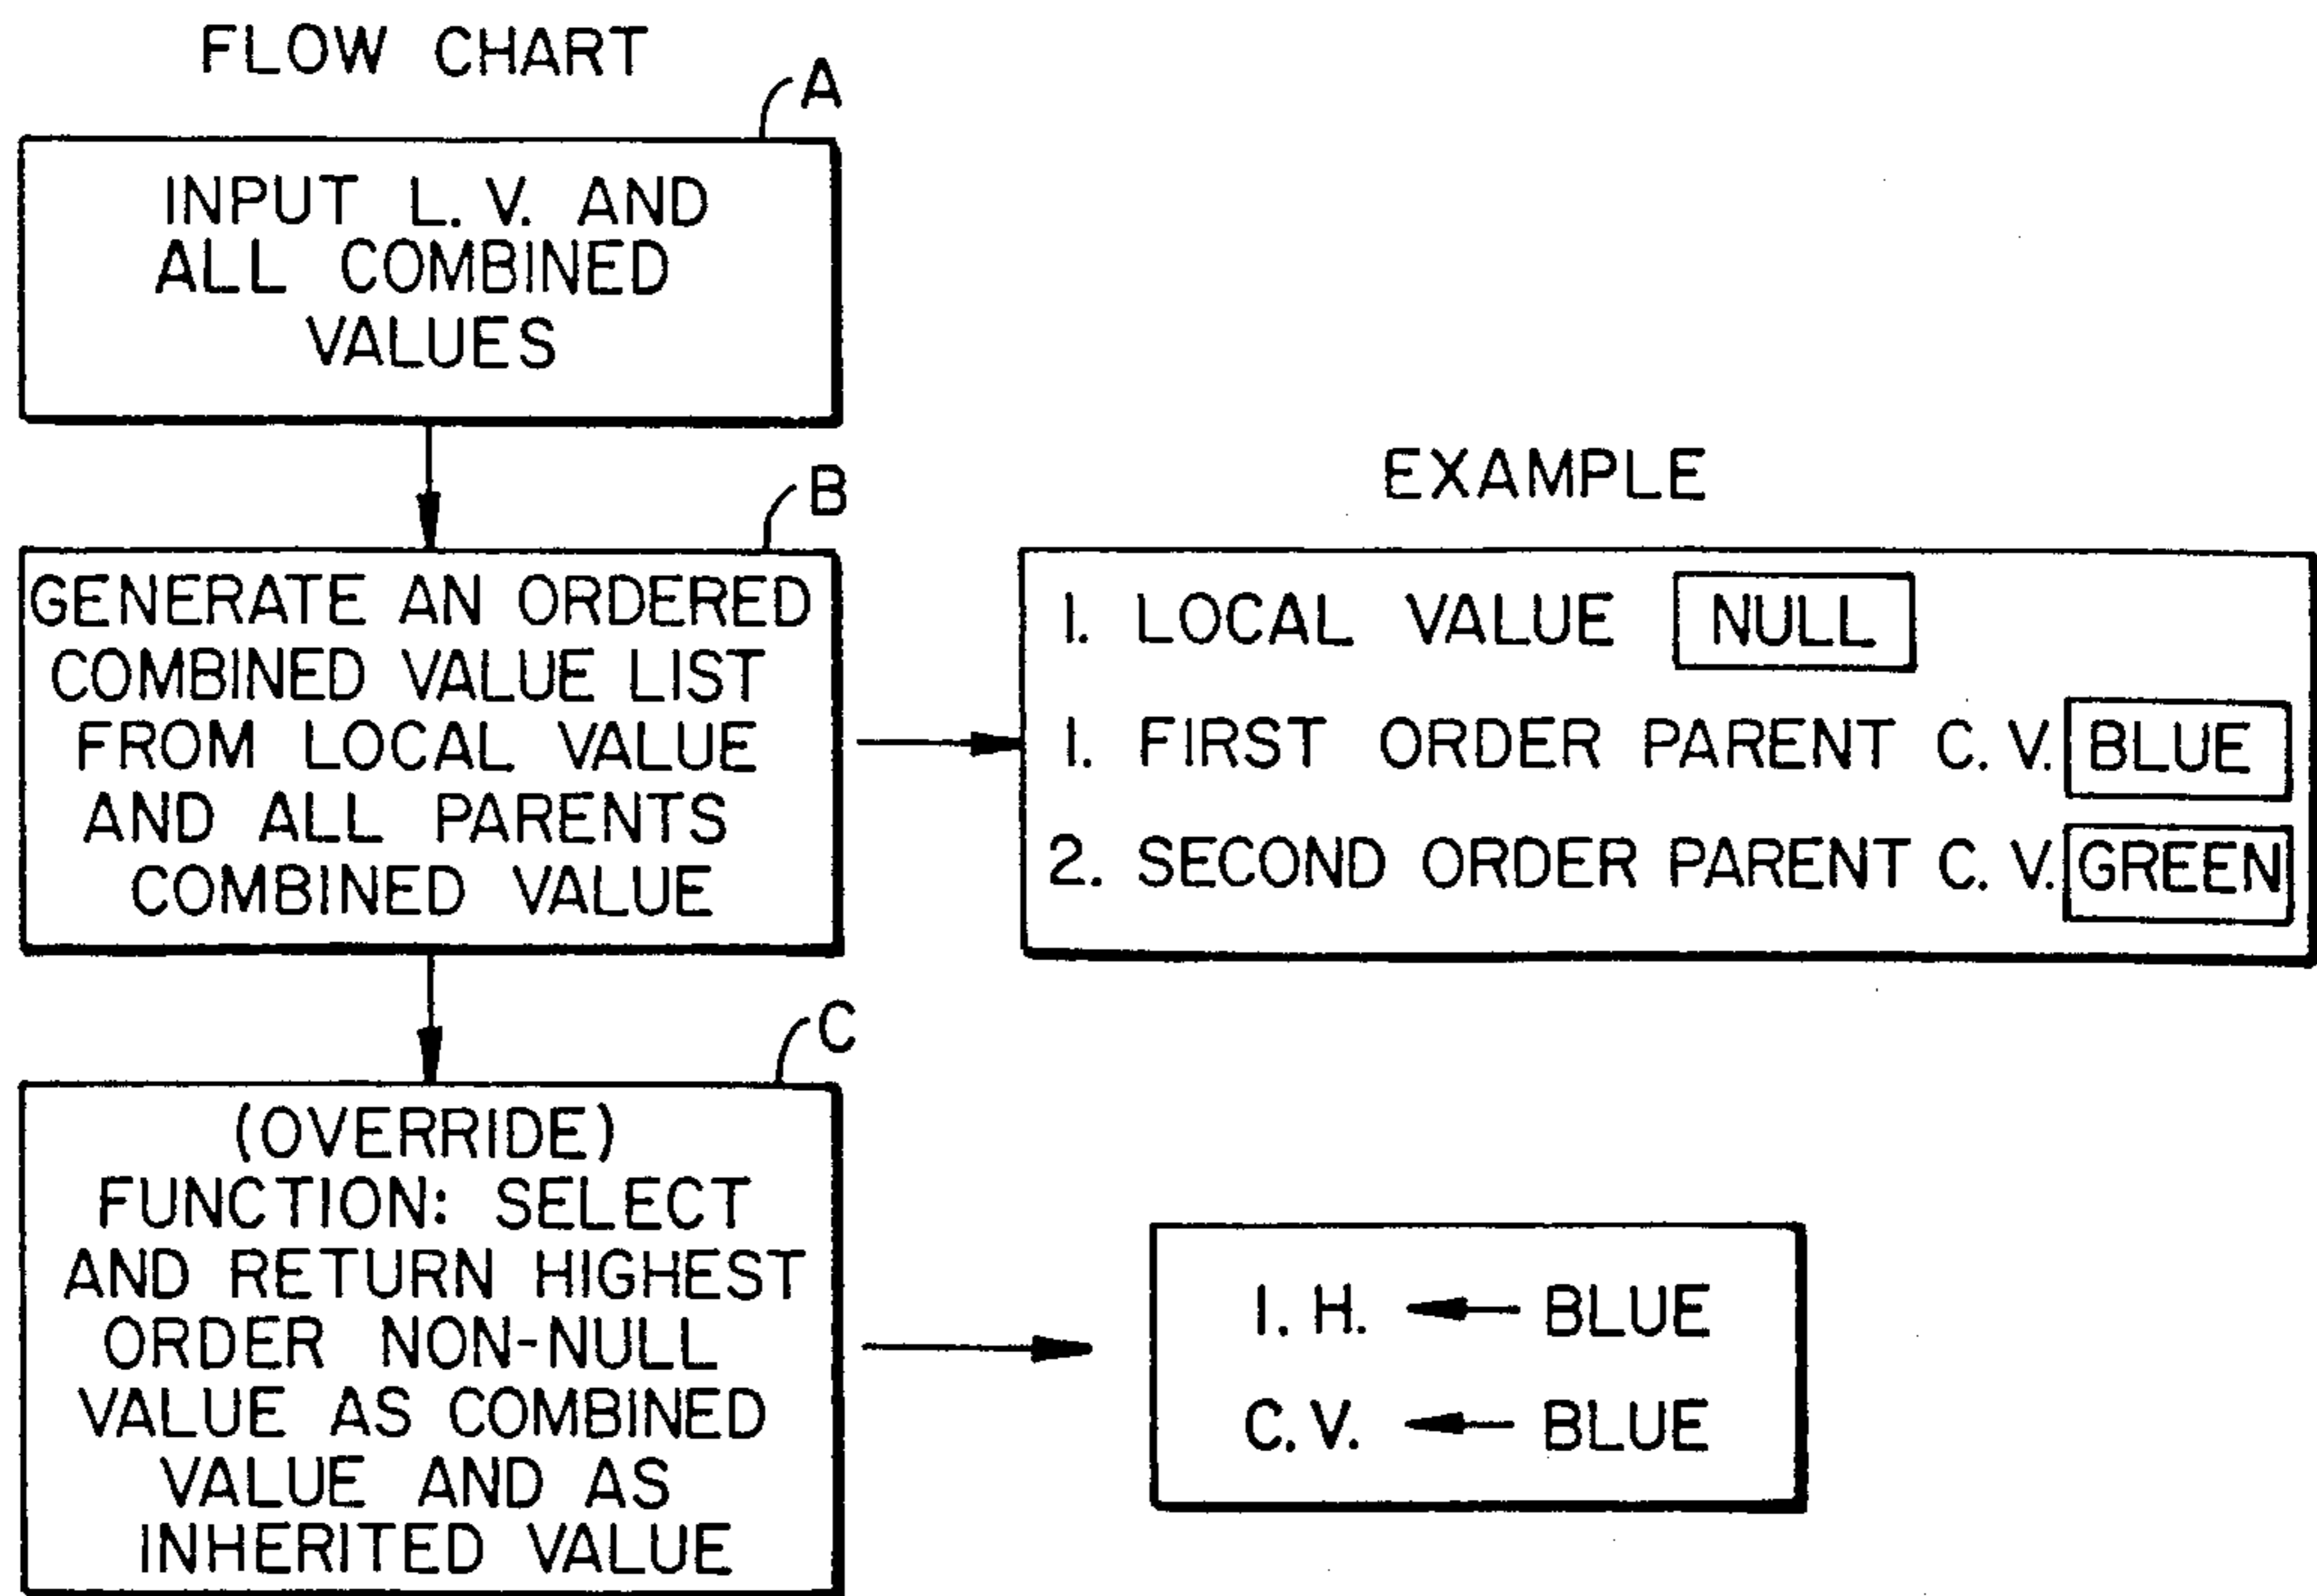 FLOW CHART
A
INPUT L. V. AND
ALL COMBINED
VALUES
B
GENERATE AN ORDERED
COMBINED VALUE LIST
FROM LOCAL VALUE
AND ALL PARENTS
COMBINED VALUE
EXAMPLE
1. LOCAL VALUE NULL
1. FIRST ORDER PARENT C. V. BLUE
2. SECOND ORDER PARENT C. V. GREEN
C
(OVERRIDE)
FUNCTION: SELECT
AND RETURN HIGHEST
ORDER NON-NULL
VALUE AS COMBINED
VALUE AND AS
INHERITED VALUE
I. H. ← BLUE
C. V. ← BLUE